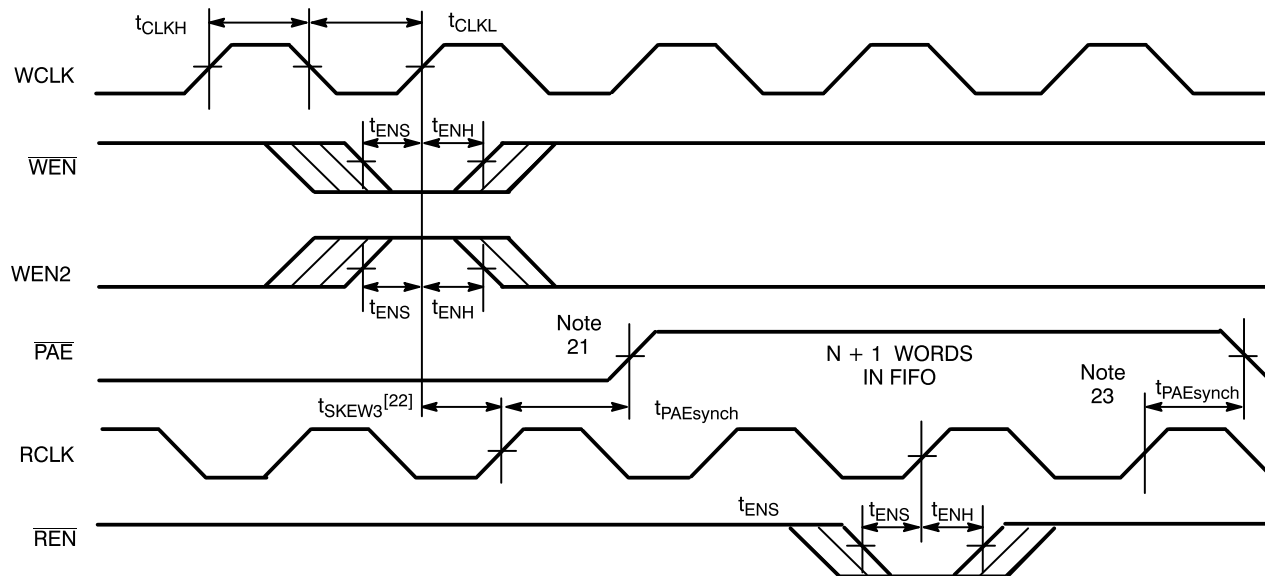 tCLKH
tCLKL
WCLK
tENS
tENH
WEN
WEN2
tENS
tENH
Note
21
PAE
N + 1 WORDS
IN FIFO
Note
23
tPAEsynch
tSKEW3[22]
tPAEsynch
RCLK
tENS
tENS
tENH
REN